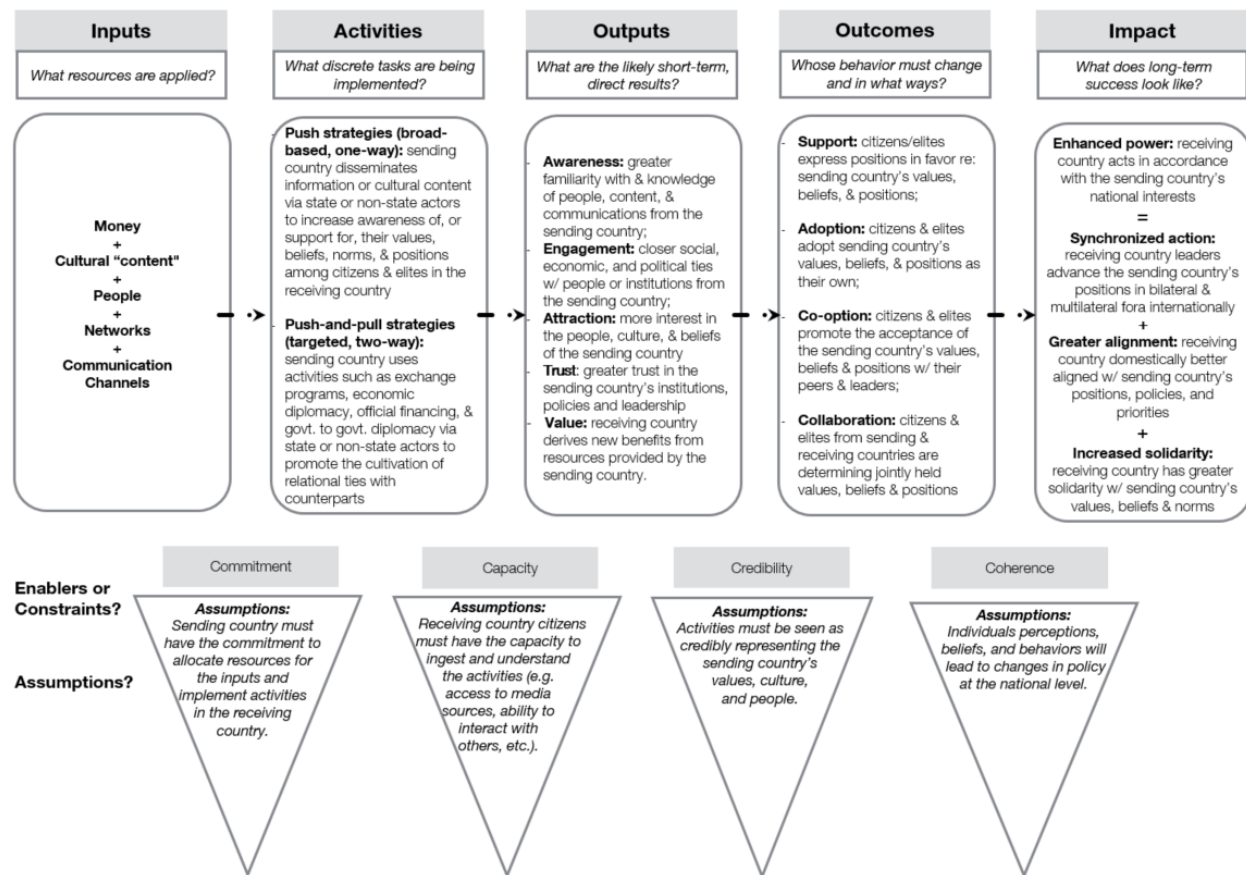 Inputs
What resources are applied?
Money
+
Cultural "content"
+
People
+
Networks
+
Communication
Channels
Activities
What discrete tasks are being
implemented?
Push strategies (broad-
based, one-way): sending
country disseminates
information or cultural content
via state or non-state actors
to increase awareness of, or
support for, their values,
beliefs, norms, & positions
among citizens & elites in the
receiving country
Push-and-pull strategies
(targeted, two-way):
sending country uses
activities such as exchange
programs, economic
diplomacy, official financing, &
govt. to govt. diplomacy via
state or non-state actors to
promote the cultivation of
relational ties with
counterparts
Outputs
What are the likely short-term,
direct results?
Awareness: greater
familiarity with & knowledge
of people, content, &
communications from the
sending country;
Engagement: closer social,
economic, and political ties
w/ people or institutions from
the sending country;
Attraction: more interest in
the people, culture, & beliefs
of the sending country
Trust: greater trust in the
sending country's institutions,
policies and leadership
Value: receiving country
derives new benefits from
resources provided by the
sending country.
Outcomes
Whose behavior must change
and in what ways?
- Support: citizens/elites
express positions in favor re:
sending country's values,
beliefs, & positions;
- Adoption: citizens & elites
adopt sending country's
values, beliefs, & positions as
their own;
- Co-option: citizens & elites
promote the acceptance of
the sending country's values,
beliefs & positions w/ their
peers & leaders;
- Collaboration: citizens &
elites from sending &
receiving countries are
determining jointly held
values, beliefs & positions
Impact
What does long-term
success look like?
Enhanced power: receiving
country acts in accordance
with the sending country's
national interests
=
Synchronized action:
receiving country leaders
advance the sending country's
positions in bilateral &
multilateral fora internationally
+
Greater alignment: receiving
country domestically better
aligned w/ sending country's
positions, policies, and
priorities
+
Increased solidarity:
receiving country has greater
solidarity w/ sending country's
values, beliefs & norms
Enablers or
Constraints?
Assumptions?
Commitment
Assumptions:
Sending country must
have the commitment to
allocate resources for
the inputs and
implement activities
in the receiving
country.
Capacity
Assumptions:
Receiving country citizens
must have the capacity to
ingest and understand
the activities (e.g.
access to media
sources, ability to
interact with
others, etc.).
Credibility
Assumptions:
Activities must be seen as
credibly representing the
sending country's
values, culture,
and people.
Coherence
Assumptions:
Individuals perceptions,
beliefs, and behaviors will
lead to changes in policy
at the national level.